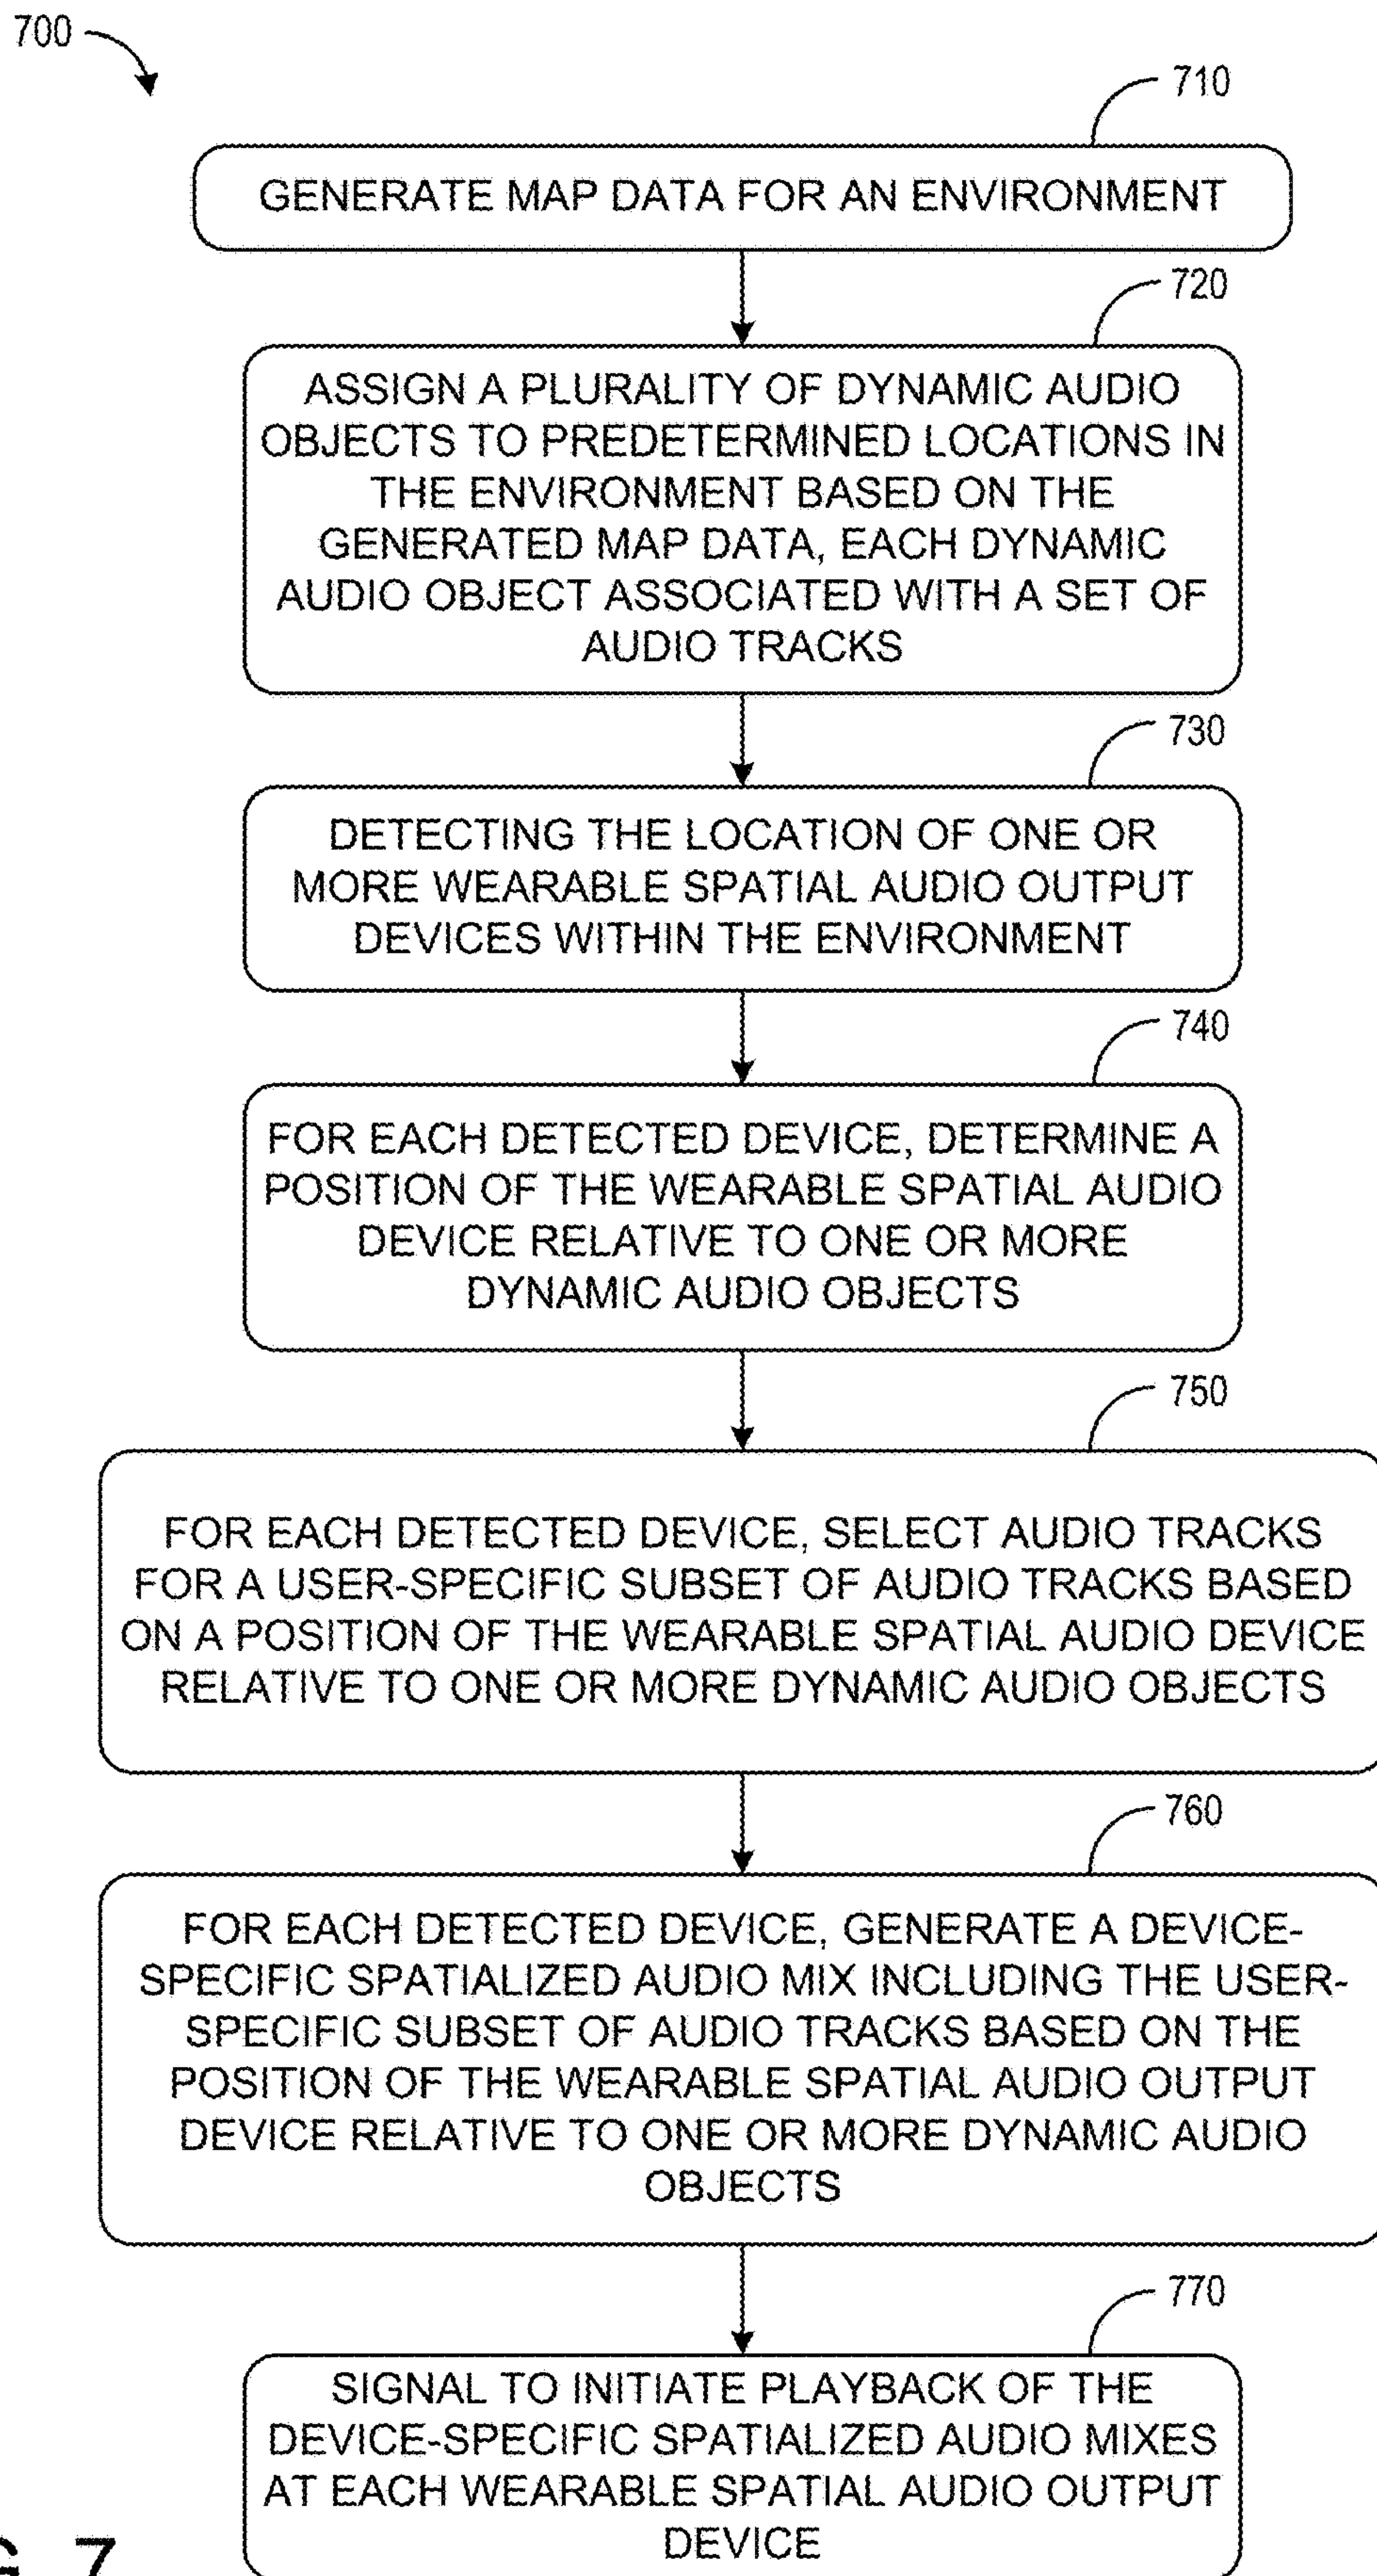 700
710
GENERATE MAP DATA FOR AN ENVIRONMENT
720
ASSIGN A PLURALITY OF DYNAMIC AUDIO
OBJECTS TO PREDETERMINED LOCATIONS IN
THE ENVIRONMENT BASED ON THE
GENERATED MAP DATA, EACH DYNAMIC
AUDIO OBJECT ASSOCIATED WITH A SET OF
AUDIO TRACKS
730
DETECTING THE LOCATION OF ONE OR
MORE WEARABLE SPATIAL AUDIO OUTPUT
DEVICES WITHIN THE ENVIRONMENT
740
FOR EACH DETECTED DEVICE, DETERMINE A
POSITION OF THE WEARABLE SPATIAL AUDIO
DEVICE RELATIVE TO ONE OR MORE
DYNAMIC AUDIO OBJECTS
750
FOR EACH DETECTED DEVICE, SELECT AUDIO TRACKS
FOR A USER-SPECIFIC SUBSET OF AUDIO TRACKS BASED
ON A POSITION OF THE WEARABLE SPATIAL AUDIO DEVICE
RELATIVE TO ONE OR MORE DYNAMIC AUDIO OBJECTS
760
FOR EACH DETECTED DEVICE, GENERATE A DEVICE-
SPECIFIC SPATIALIZED AUDIO MIX INCLUDING THE USER-
SPECIFIC SUBSET OF AUDIO TRACKS BASED ON THE
POSITION OF THE WEARABLE SPATIAL AUDIO OUTPUT
DEVICE RELATIVE TO ONE OR MORE DYNAMIC AUDIO
OBJECTS
770
SIGNAL TO INITIATE PLAYBACK OF THE
DEVICE-SPECIFIC SPATIALIZED AUDIO MIXES
AT EACH WEARABLE SPATIAL AUDIO OUTPUT
DEVICE
7